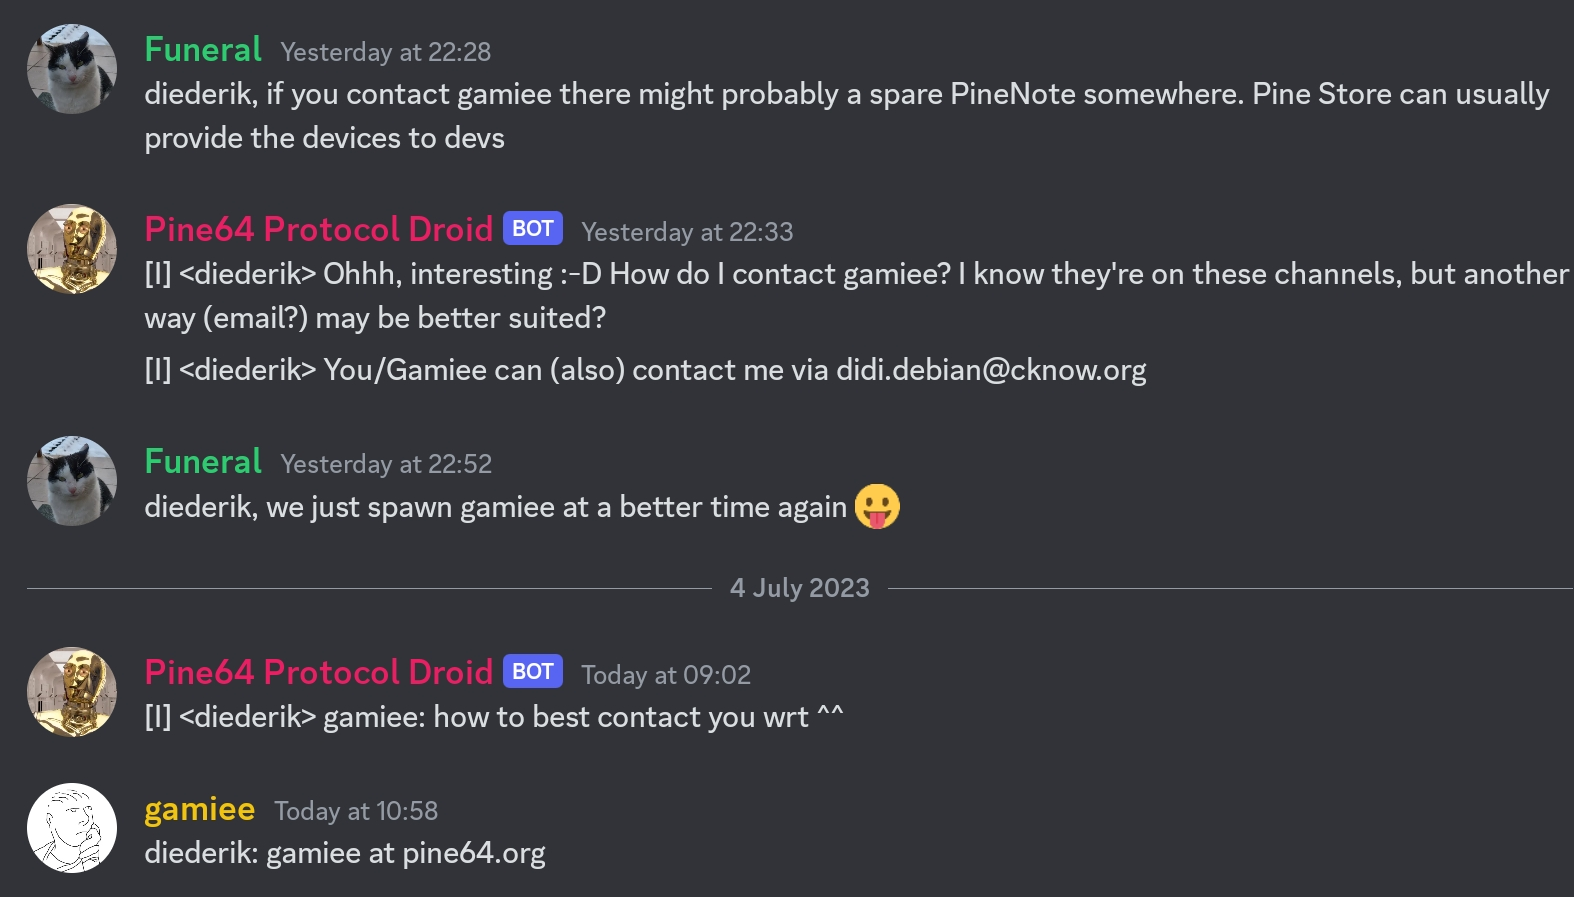 Funeral Yesterday at 22:28
diederik, if you contact gamiee there might probably a spare PineNote somewhere. Pine Store can usually
provide the devices to devs
Pine64 Protocol Droid BOT Yesterday at 22:33
[I] <diederik> Ohhh, interesting :-D How do I contact gamiee? I know they're on these channels, but another
way (email?) may be better suited?
[I] <diederik> You/Gamiee can (also) contact me via didi.debian@cknow.org
Funeral Yesterday at 22:52
diederik, we just spawn gamiee at a better time again 😛
4 July 2023
Pine64 Protocol Droid BOT Today at 09:02
[I] <diederik> gamiee: how to best contact you wrt ^^
gamiee Today at 10:58
diederik: gamiee at pine64.org